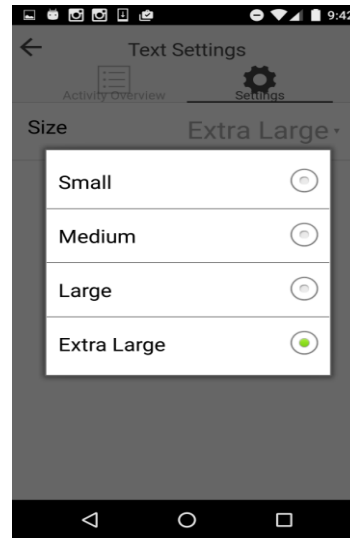 9:42
Text Settings
Activity Overview Settings
Size Extra Large
Small
Medium
Large
Extra Large